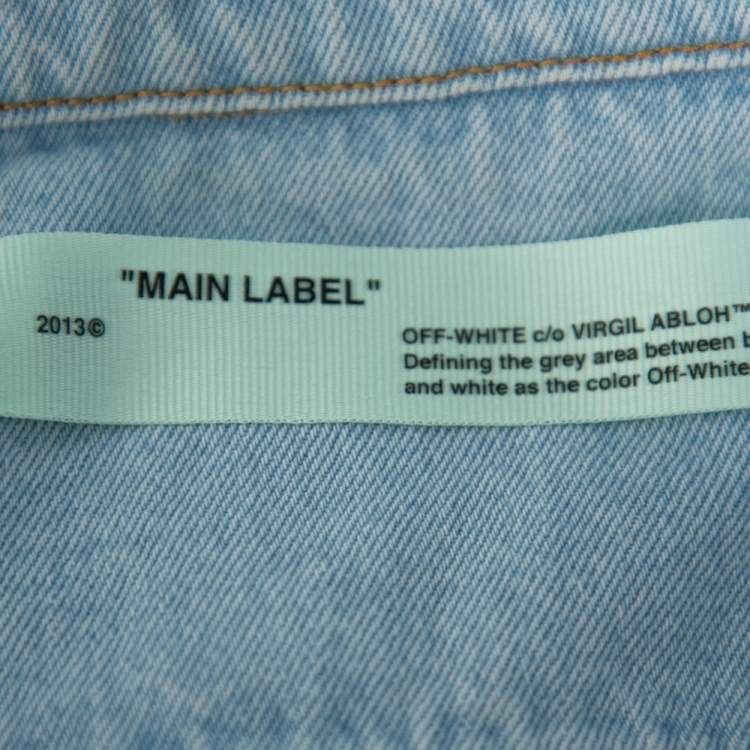 "MAIN LABEL"
2013©
OFF-WHITE c/o VIRGIL ABLOH™
Defining the grey area between
and white as the color Off-White